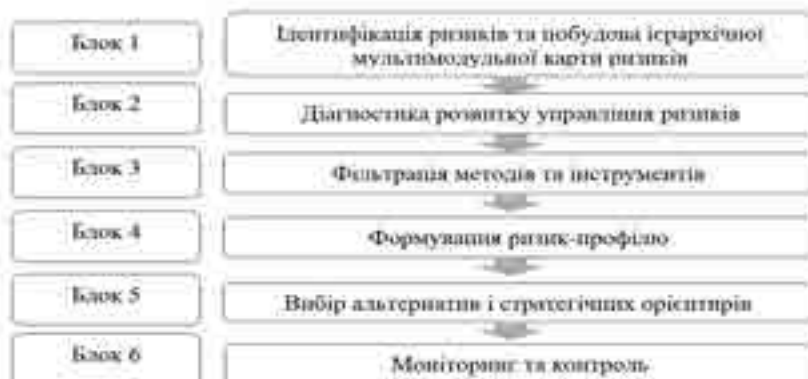 Блок 1
Ідентифікація ризиків та побудова ієрархічної
мультимодульної карти ризиків
Блок 2
Діагностика розвитку управління ризиків
Блок 3
Фільтрація методів та інструментів
Блок 4
Формування ризик-профілю
Блок 5
Вибір альтернатив і стратегічних орієнтирів
Блок 6
Моніторинг та контроль